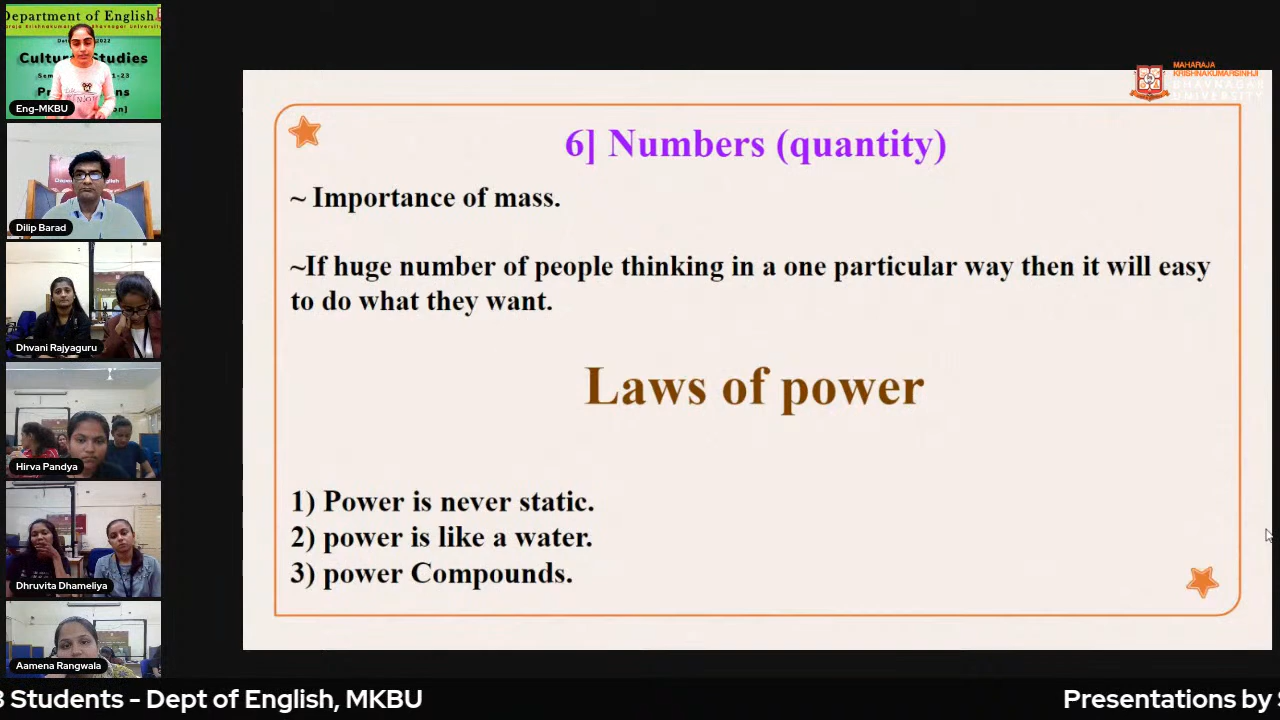 Department of English
Maharaja Krishnakumarsinhji Bhavnagar University
2022
Studies
Eng-MKBU
Dilip Barad
Dhvani Rajyaguru
Hirva Pandya
Dhruvita Dhameliya
Aamena Rangwala
MAHARAJA
KRISHNAKUMARSINHJI
BHAVNAGAR
UNIVERSITY
6] Numbers (quantity)
~ Importance of mass.
~If huge number of people thinking in a one particular way then it will easy
to do what they want.
Laws of power
1) Power is never static.
2) power is like a water.
3) power Compounds.
Students - Dept of English, MKBU
Presentations by